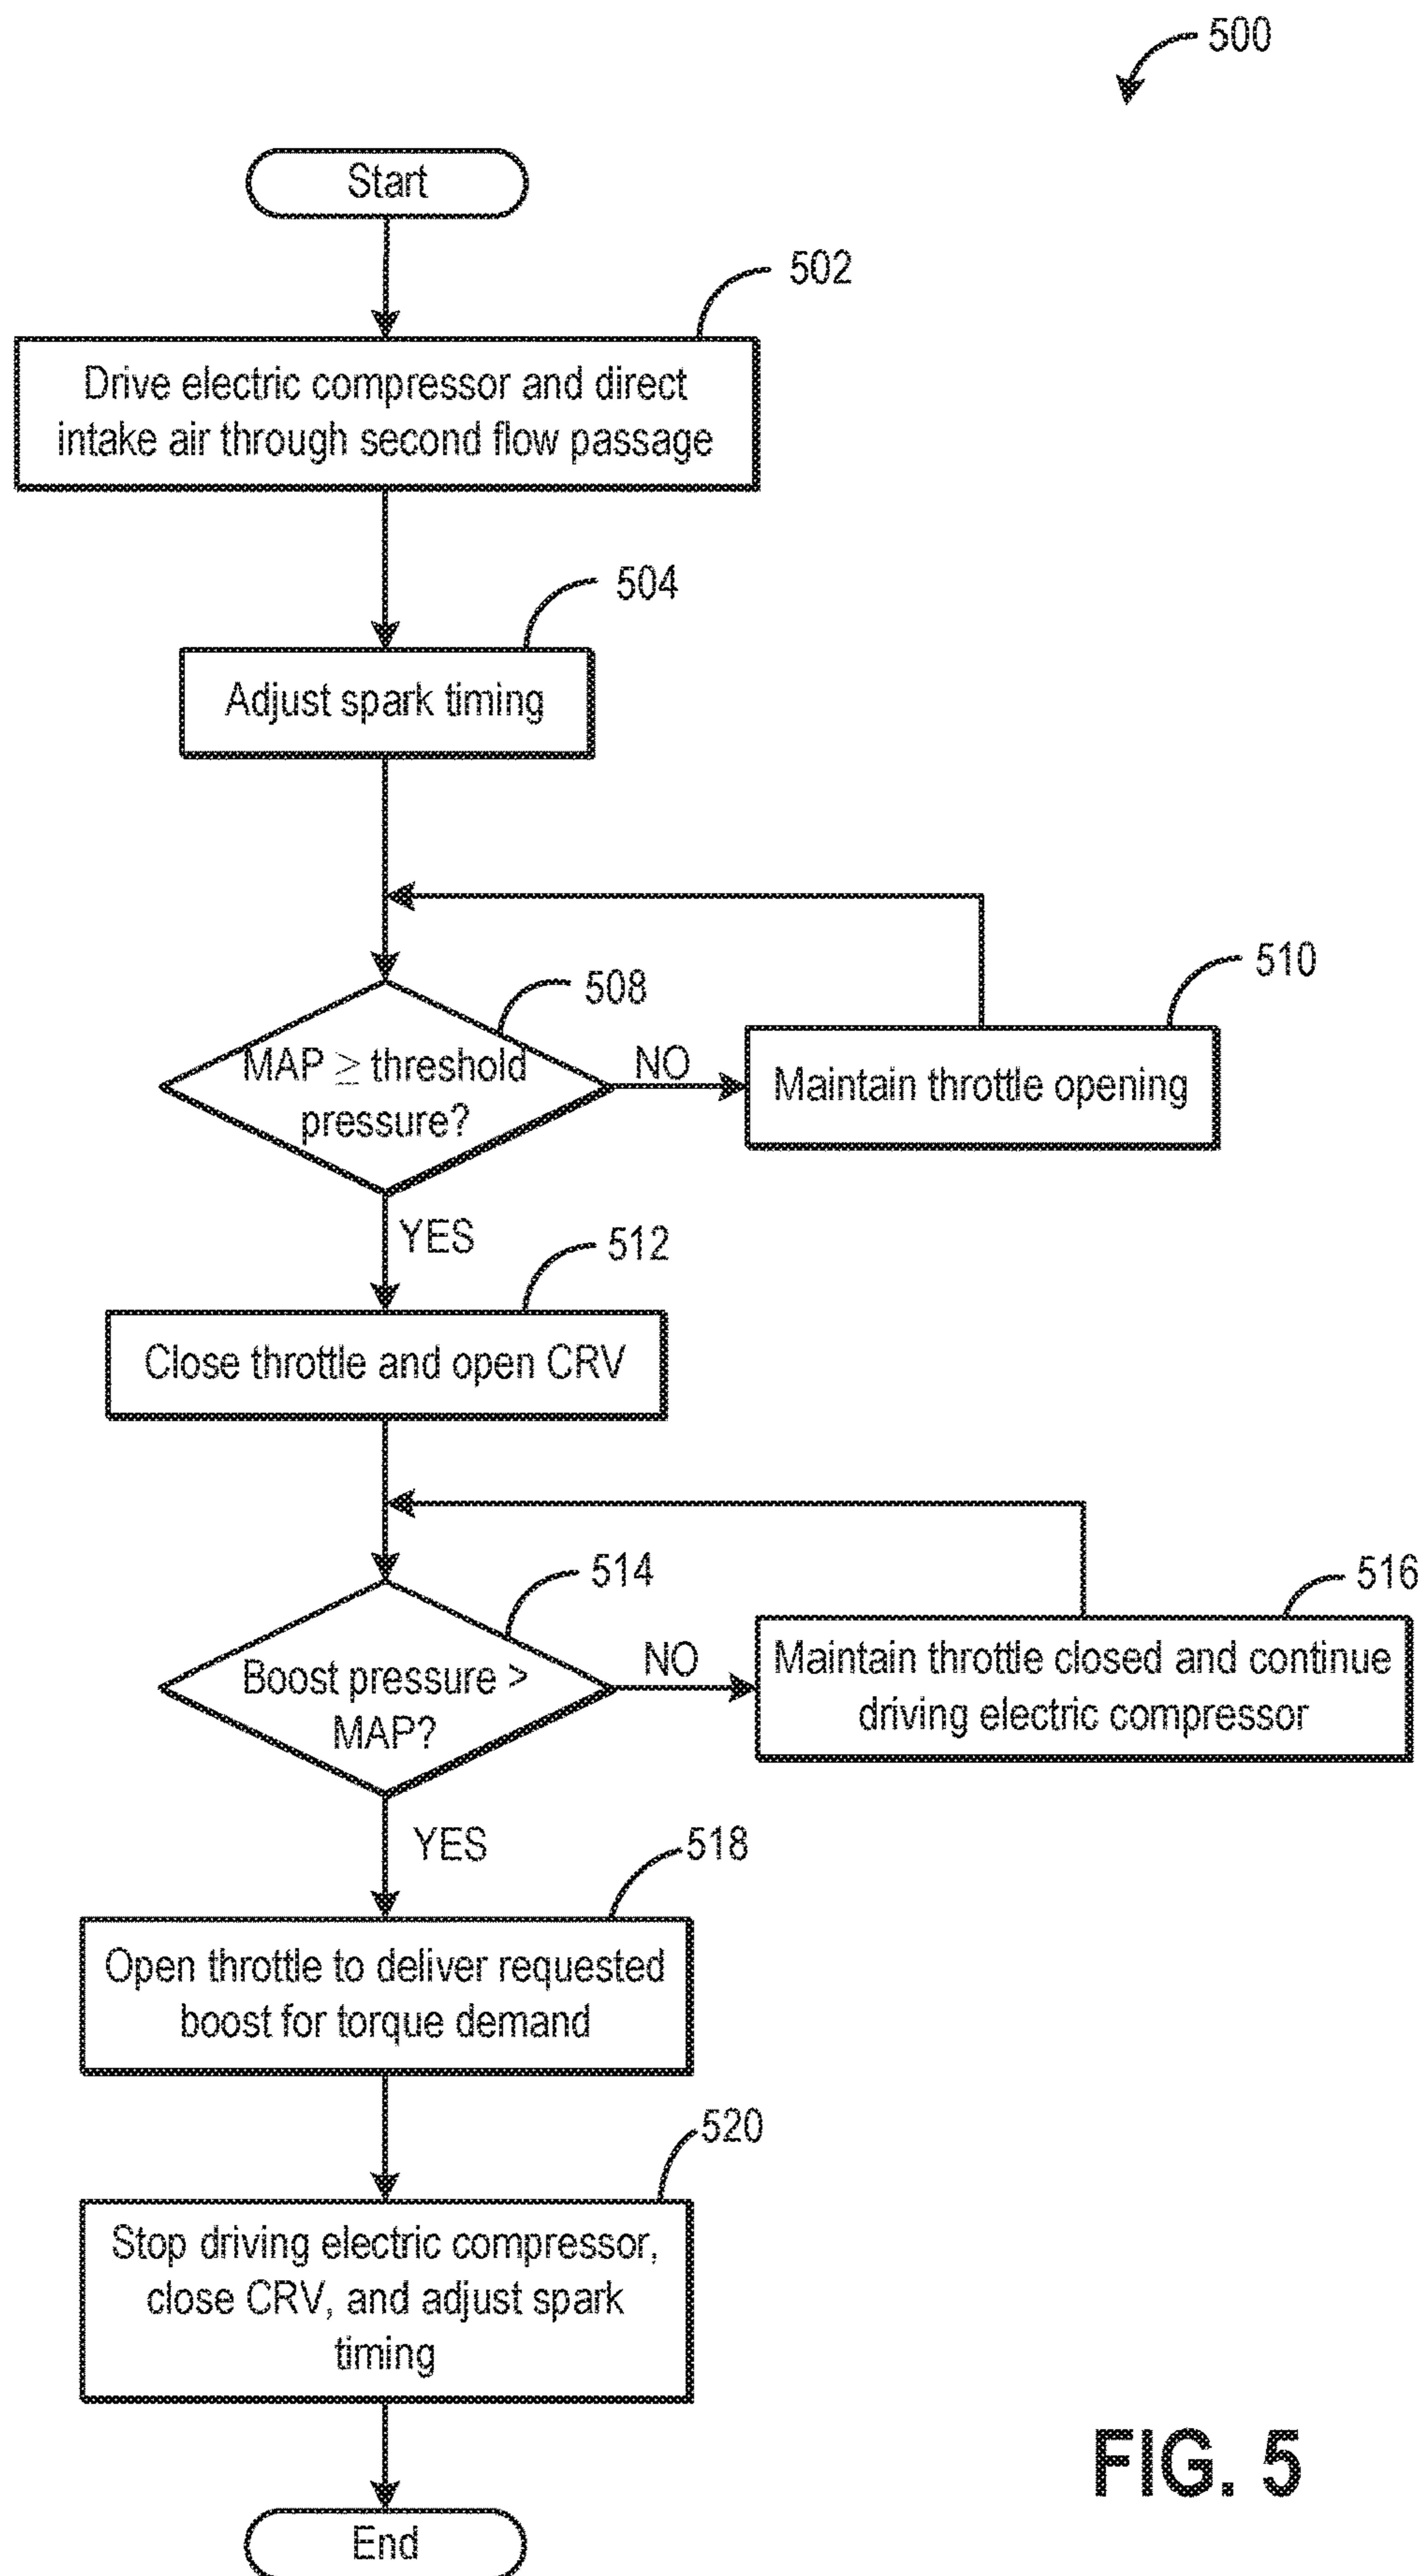 500
Start
502
Drive electric compressor and direct
intake air through second flow passage
504
Adjust spark timing
508
MAP ≥ threshold
pressure?
NO
510
Maintain throttle opening
YES
512
Close throttle and open CRV
514
Boost pressure >
MAP?
NO
516
Maintain throttle closed and continue
driving electric compressor
YES
518
Open throttle to deliver requested
boost for torque demand
520
Stop driving electric compressor,
close CRV, and adjust spark
timing
End
FIG. 5